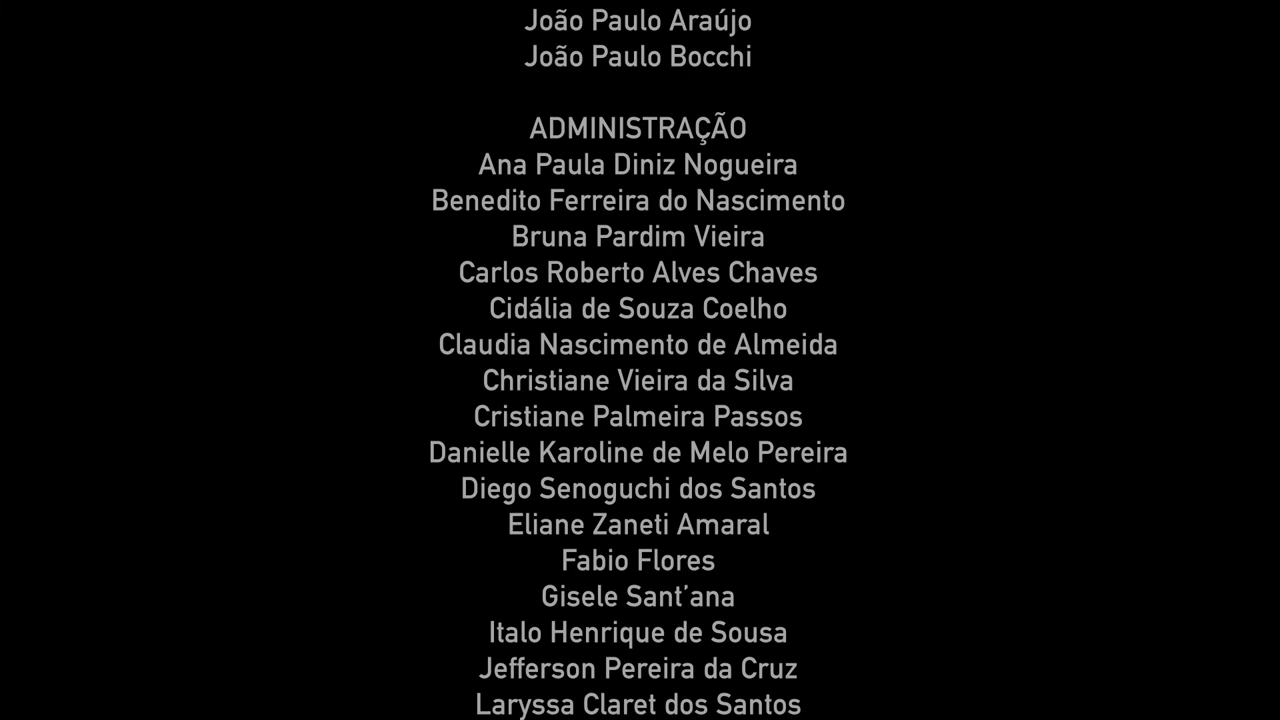 João Paulo Araújo
João Paulo Bocchi
ADMINISTRAÇÃO
Ana Paula Diniz Nogueira
Benedito Ferreira do Nascimento
Bruna Pardim Vieira
Carlos Roberto Alves Chaves
Cidália de Souza Coelho
Claudia Nascimento de Almeida
Christiane Vieira da Silva
Cristiane Palmeira Passos
Danielle Karoline de Melo Pereira
Diego Senoguchi dos Santos
Eliane Zaneti Amaral
Fabio Flores
Gisele Sant’ana
Italo Henrique de Sousa
Jefferson Pereira da Cruz
Laryssa Claret dos Santos